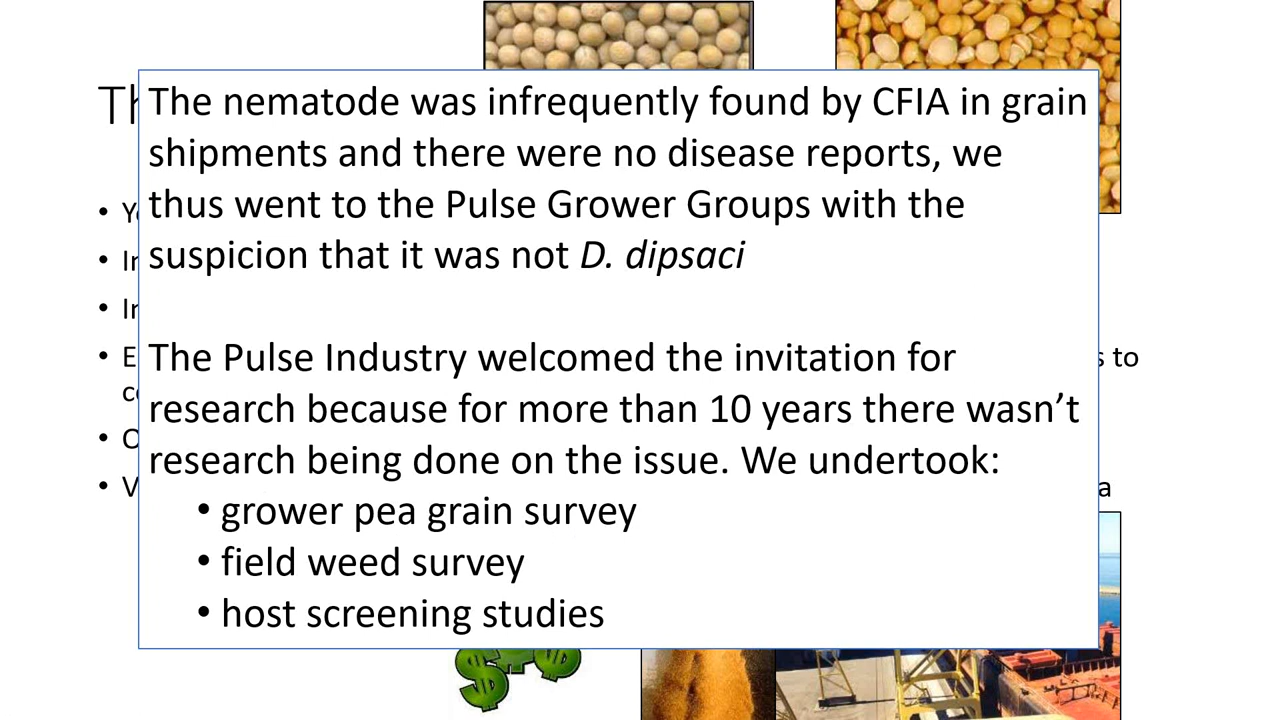 The nematode was infrequently found by CFIA in grain
shipments and there were no disease reports, we
thus went to the Pulse Grower Groups with the
suspicion that it was not D. dipsaci
The Pulse Industry welcomed the invitation for
research because for more than 10 years there wasn't
research being done on the issue. We undertook:
• grower pea grain survey
• field weed survey
• host screening studies
s to
a